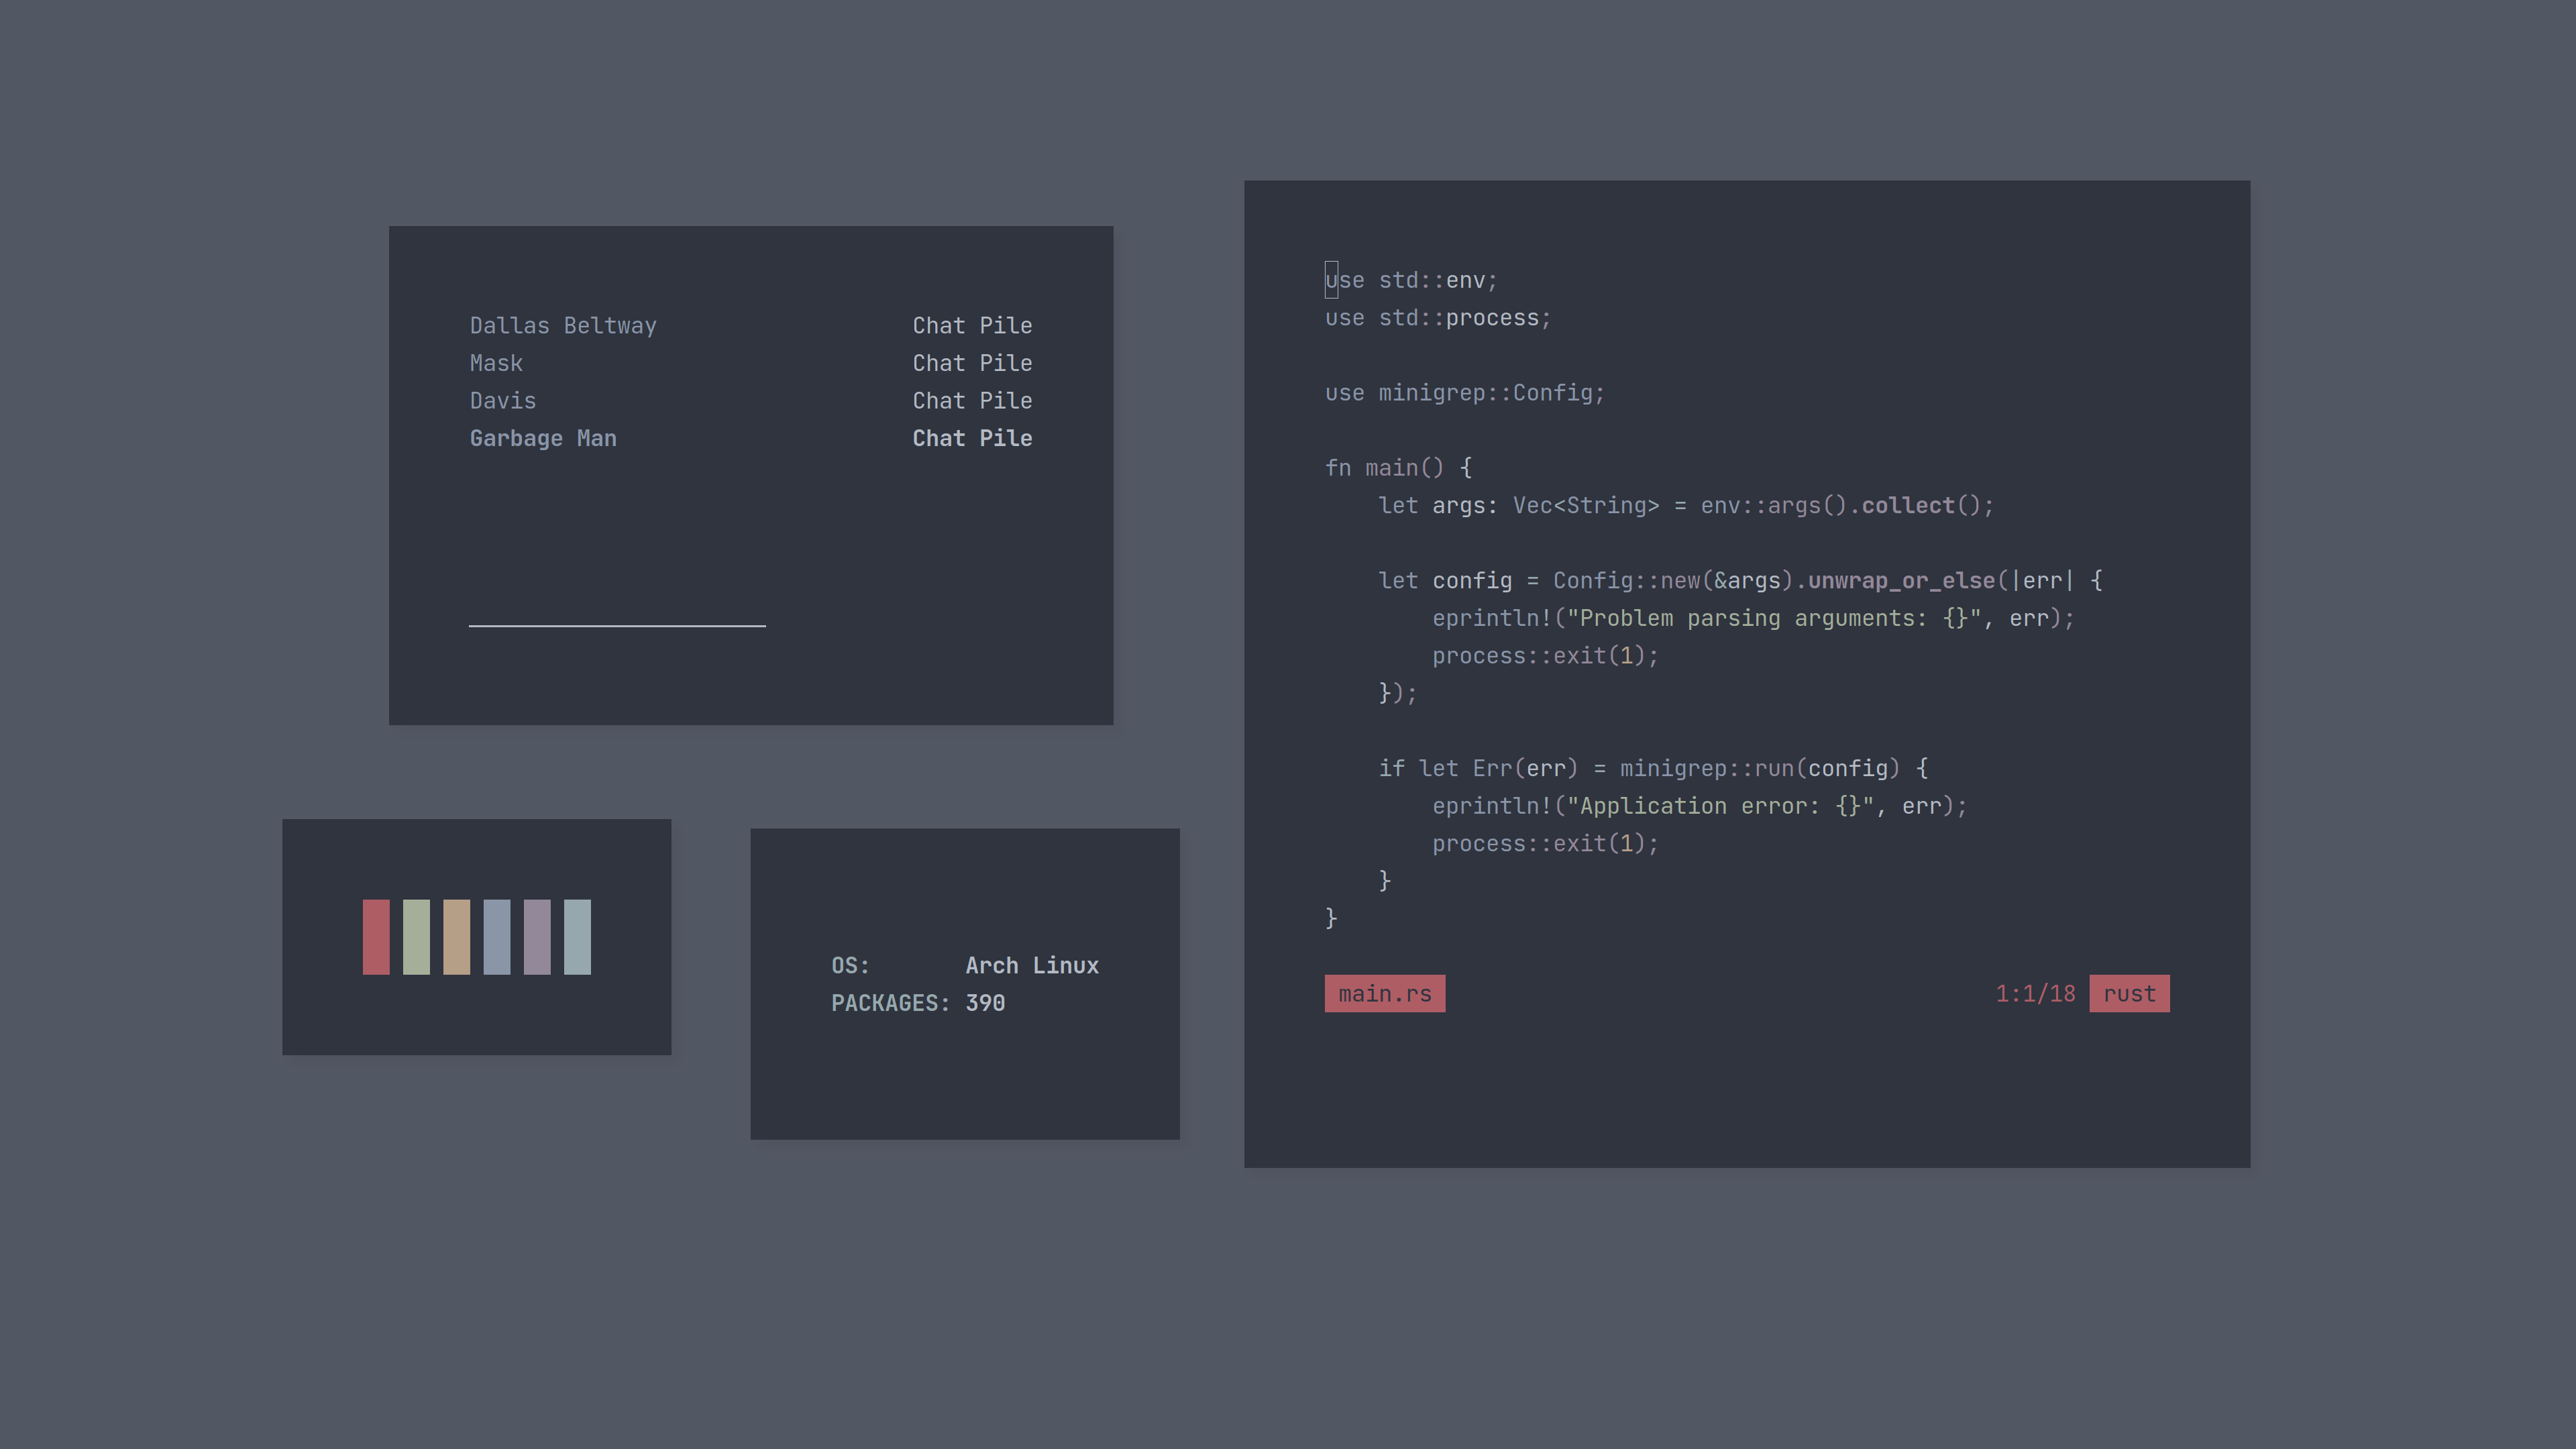 Dallas Beltway Chat Pile
Mask Chat Pile
Davis Chat Pile
Garbage Man Chat Pile
OS: Arch Linux
PACKAGES: 390
use std::env;
use std::process;
use minigrep::Config;
fn main() {
    let args: Vec<String> = env::args().collect();
    let config = Config::new(&args).unwrap_or_else(|err| {
        eprintln!("Problem parsing arguments: {}", err);
        process::exit(1);
    });
    if let Err(err) = minigrep::run(config) {
        eprintln!("Application error: {}", err);
        process::exit(1);
    }
}
main.rs 1:1/18 rust